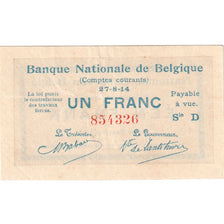 Banque Nationale de Belgique
(Comptes courants)
27-8-14
La loi punit
le contrefacteur
des travaux
forcés.
Payable
à vue.
UN FRANC
854326
Sie D
Le Trésorier,
Le Gouverneur,